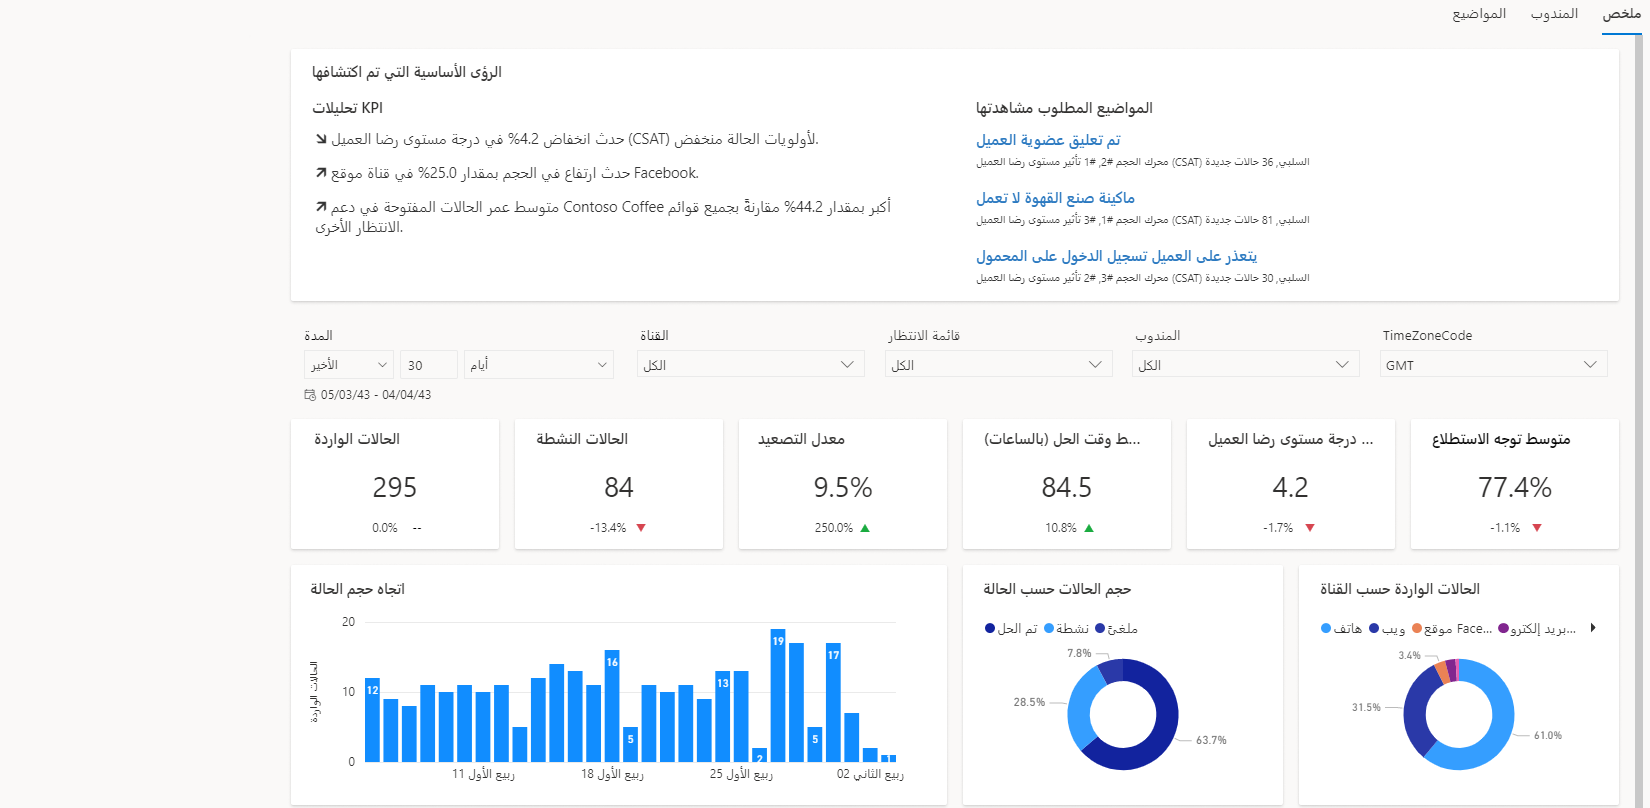 ملخص
المندوب
المواضيع
الرؤى الأساسية التي تم اكتشافها
تحليلات KPI
حدث انخفاض 4.2% في درجة مستوى رضا العميل (CSAT) لأولويات الحالة منخفض.
حدث ارتفاع في الحجم بمقدار 25.0% في قناة موقع Facebook.
متوسط عمر الحالات المفتوحة في دعم Contoso Coffee أكبر بمقدار 44.2% مقارنةً بجميع قوائم
الانتظار الأخرى.
المواضيع المطلوب مشاهدتها
تم تعليق عضوية العميل
السلبي, 36 حالات جديدة (CSAT) محرك الحجم #2, #1 تأثير مستوى رضا العميل
ماكينة صنع القهوة لا تعمل
السلبي, 81 حالات جديدة (CSAT) محرك الحجم #1, #3 تأثير مستوى رضا العميل
يتعذر على العميل تسجيل الدخول على المحمول
السلبي, 30 حالات جديدة (CSAT) محرك الحجم #3, #2 تأثير مستوى رضا العميل
المدة
الأخير
30
أيام
05/03/43 - 04/04/43
القناة
الكل
قائمة الانتظار
الكل
المندوب
الكل
TimeZoneCode
GMT
الحالات الواردة
295
0.0% --
الحالات النشطة
84
-13.4%
معدل التصعيد
9.5%
250.0%
...ط وقت الحل (بالساعات)
84.5
10.8%
... درجة مستوى رضا العميل
4.2
-1.7%
متوسط توجه الاستطلاع
77.4%
-1.1%
اتجاه حجم الحالة
الحالات الواردة
20
10
0
12
16
5
13
2
19
5
17
1
11 ربيع الأول
18 ربيع الأول
25 ربيع الأول
02 ربيع الثاني
حجم الحالات حسب الحالة
تم الحل
نشطة
ملغىّ
7.8%
28.5%
63.7%
الحالات الواردة حسب القناة
هاتف
ويب
موقع Face...
بريد إلكترو...
3.4%
31.5%
61.0%